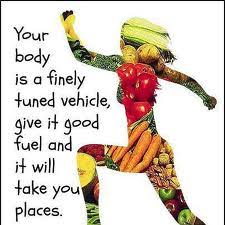 Your
body
is a finely
tuned vehicle,
give it good
fuel and
it will
take you
places.